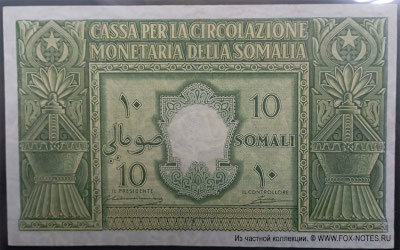 CASSA PER LA CIRCOLAZIONE
MONETARIA DELLA SOMALIA
١٠ 10
صومالي SOMALI
10 ١٠
IL PRESIDENTE IL CONTROLLORE
Из частной коллекции. © WWW.FOX-NOTES.RU